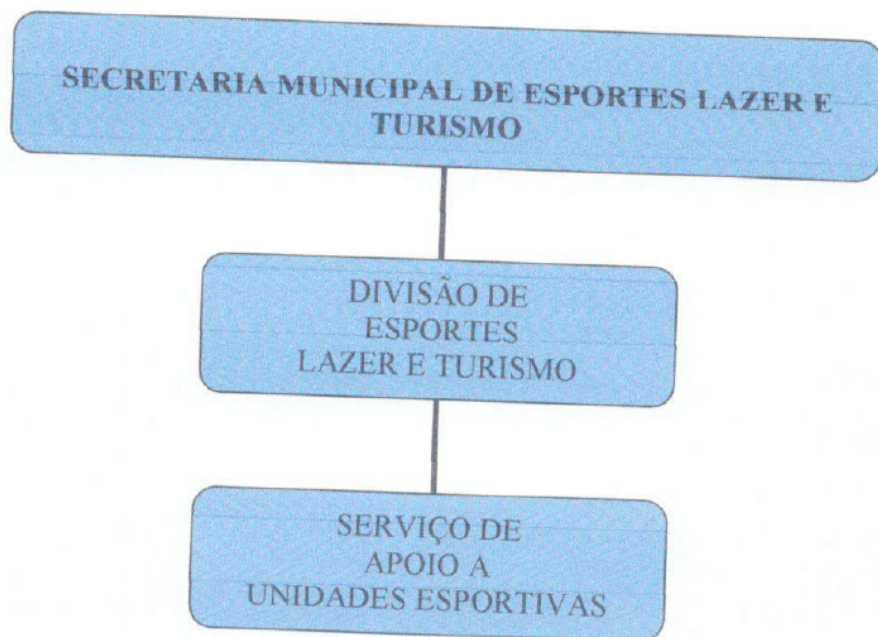 SECRETARIA MUNICIPAL DE ESPORTES LAZER E
TURISMO
DIVISÃO DE
ESPORTES
LAZER E TURISMO
SERVIÇO DE
APOIO A
UNIDADES ESPORTIVAS